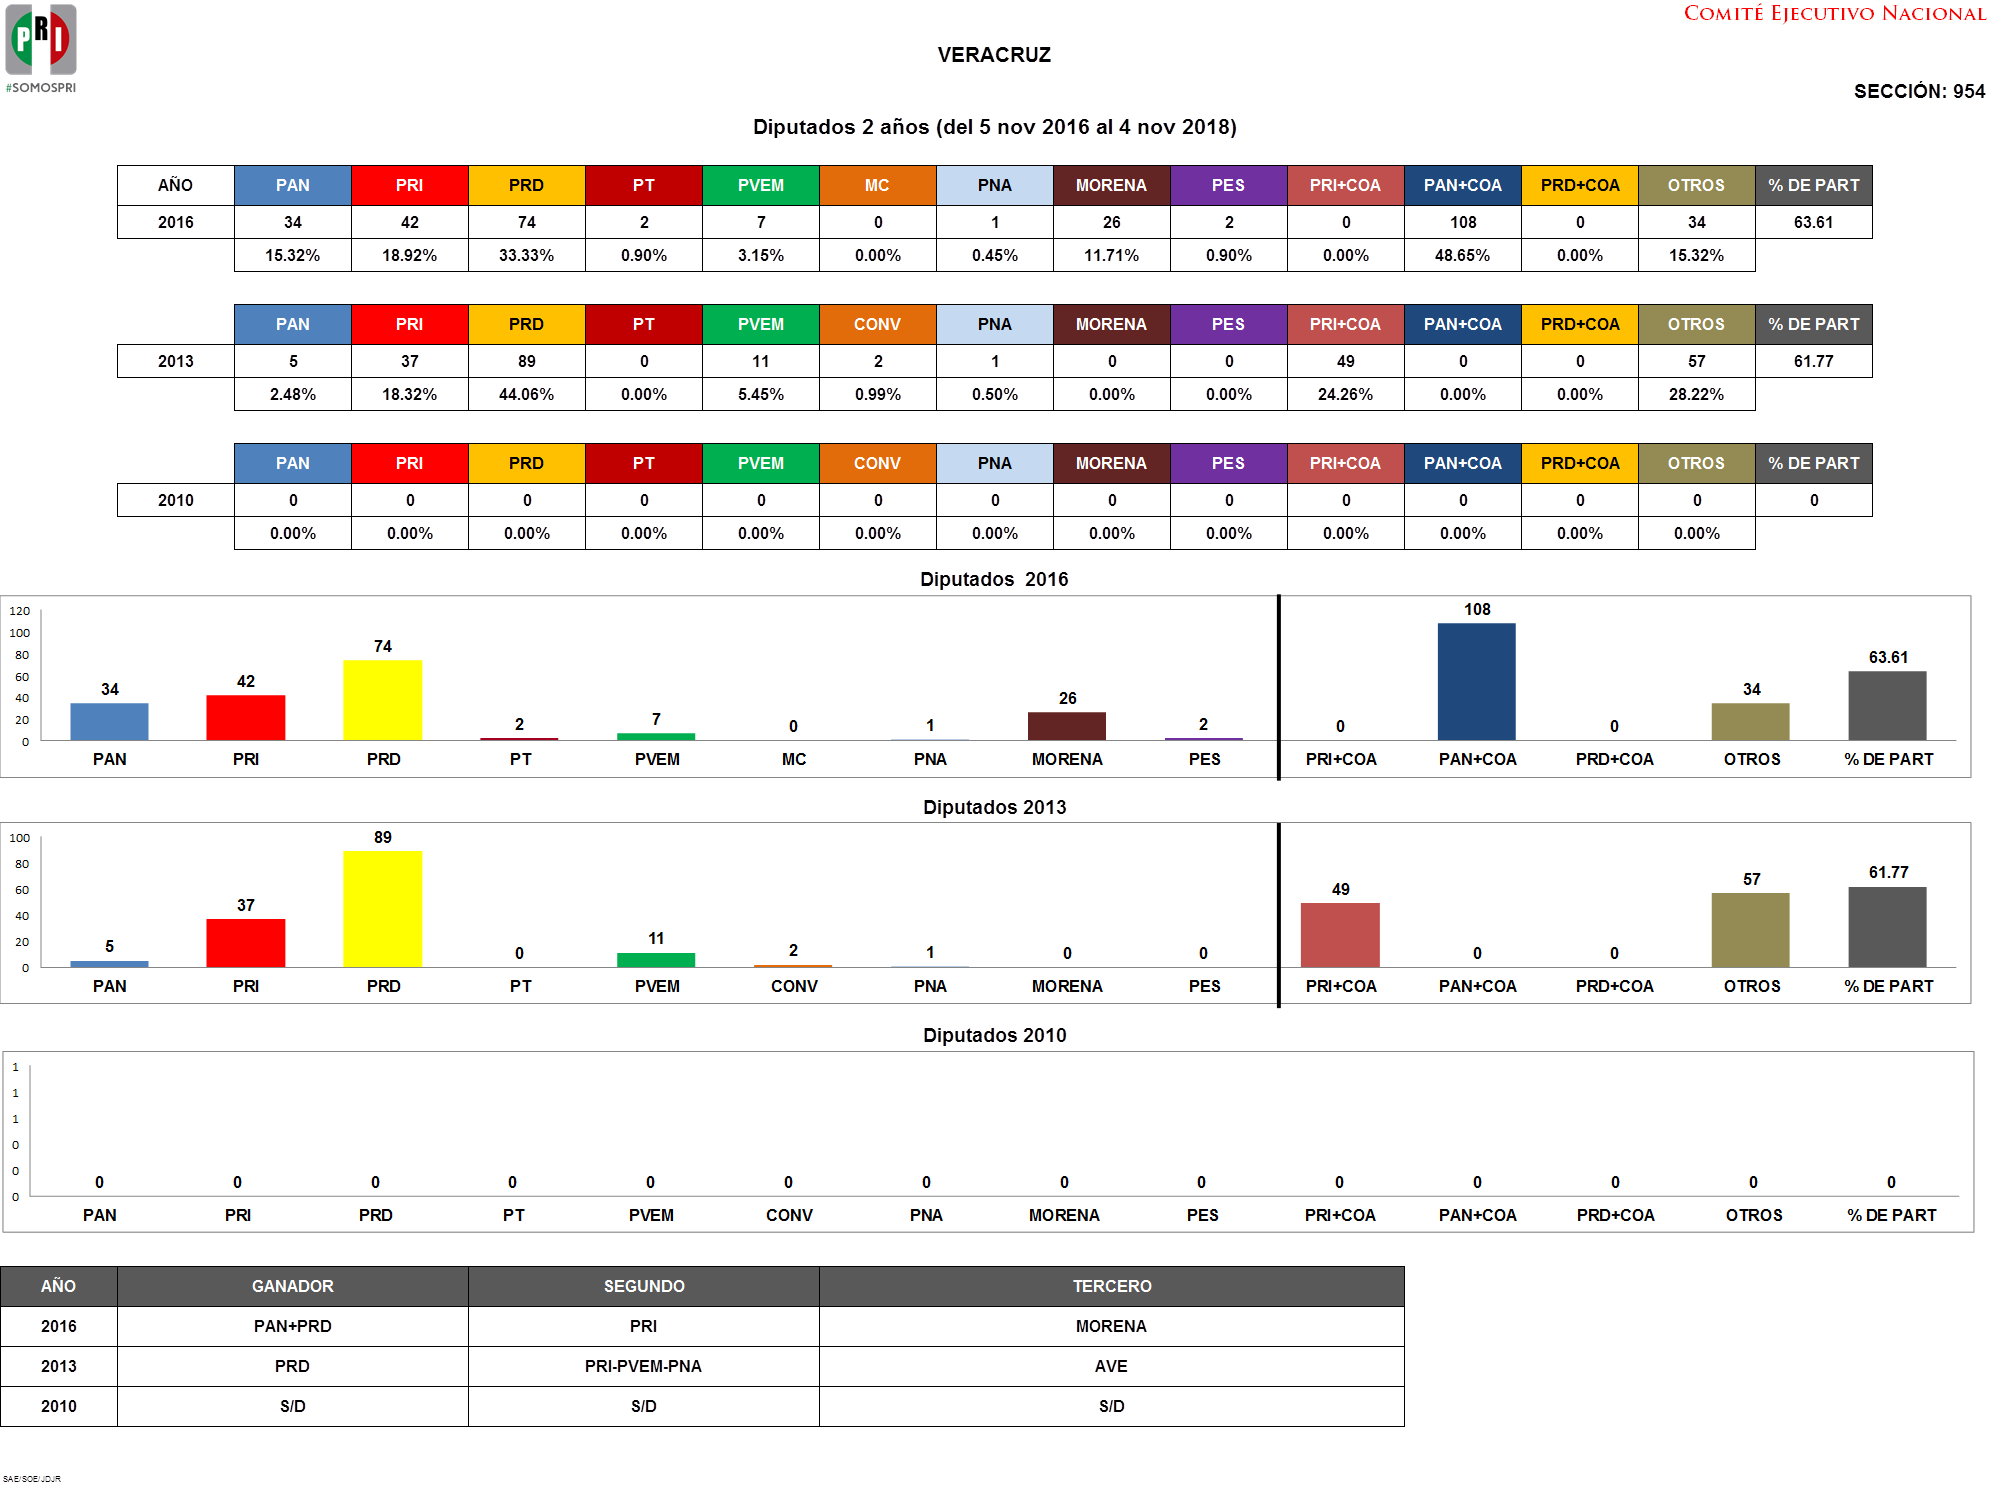 PRI
#SOMOSPRI
COMITÉ EJECUTIVO NACIONAL
VERACRUZ
SECCIÓN: 954
Diputados 2 años (del 5 nov 2016 al 4 nov 2018)
AÑO PAN PRI PRD PT PVEM MC PNA MORENA PES PRI+COA PAN+COA PRD+COA OTROS % DE PART
2016 34 42 74 2 7 0 1 26 2 0 108 0 34 63.61
15.32% 18.92% 33.33% 0.90% 3.15% 0.00% 0.45% 11.71% 0.90% 0.00% 48.65% 0.00% 15.32%
PAN PRI PRD PT PVEM CONV PNA MORENA PES PRI+COA PAN+COA PRD+COA OTROS % DE PART
2013 5 37 89 0 11 2 1 0 0 49 0 0 57 61.77
2.48% 18.32% 44.06% 0.00% 5.45% 0.99% 0.50% 0.00% 0.00% 24.26% 0.00% 0.00% 28.22%
PAN PRI PRD PT PVEM CONV PNA MORENA PES PRI+COA PAN+COA PRD+COA OTROS % DE PART
2010 0 0 0 0 0 0 0 0 0 0 0 0 0 0
0.00% 0.00% 0.00% 0.00% 0.00% 0.00% 0.00% 0.00% 0.00% 0.00% 0.00% 0.00% 0.00%
Diputados 2016
120
100
80
60
40
20
0
34 42 74 2 7 0 1 26 2 0 108 0 34 63.61
PAN PRI PRD PT PVEM MC PNA MORENA PES PRI+COA PAN+COA PRD+COA OTROS % DE PART
Diputados 2013
100
80
60
40
20
0
5 37 89 0 11 2 1 0 0 49 0 0 57 61.77
PAN PRI PRD PT PVEM CONV PNA MORENA PES PRI+COA PAN+COA PRD+COA OTROS % DE PART
Diputados 2010
1
1
1
0
0
0
0 0 0 0 0 0 0 0 0 0 0 0 0 0
PAN PRI PRD PT PVEM CONV PNA MORENA PES PRI+COA PAN+COA PRD+COA OTROS % DE PART
AÑO GANADOR SEGUNDO TERCERO
2016 PAN+PRD PRI MORENA
2013 PRD PRI-PVEM-PNA AVE
2010 S/D S/D S/D
SAE/SOE/JDJR